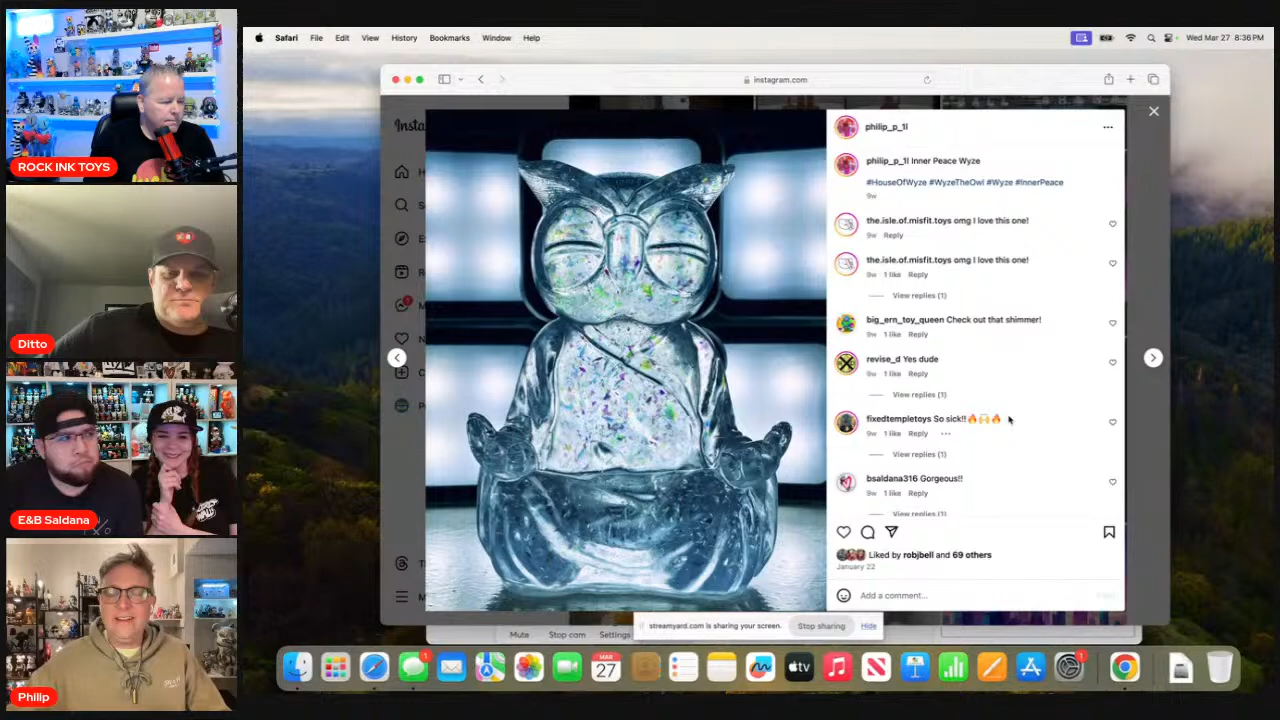 Safari File Edit View History Bookmarks Window Help
Wed Mar 27 8:36 PM
instagram.com
Insta
philip_p_1l
philip_p_1l Inner Peace Wyze
#HouseOfWyze #WyzeTheOwl #Wyze #InnerPeace
9w
the.isle.of.misfit.toys omg I love this one!
9w Reply
the.isle.of.misfit.toys omg I love this one!
9w 1 like Reply
View replies (1)
big_ern_toy_queen Check out that shimmer!
9w 1 like Reply
revise_d Yes dude
9w 1 like Reply
View replies (1)
fixedtempletoys So sick!!🔥🙌🔥
9w 1 like Reply
View replies (1)
bsaldana316 Gorgeous!!
9w 1 like Reply
View replies (1)
Liked by robjbell and 69 others
January 22
Add a comment...
streamyard.com is sharing your screen. Stop sharing Hide
Mute Stop cam Settings
MAR
27
tv
ROCK INK TOYS
Ditto
E&B Saldana
Philip